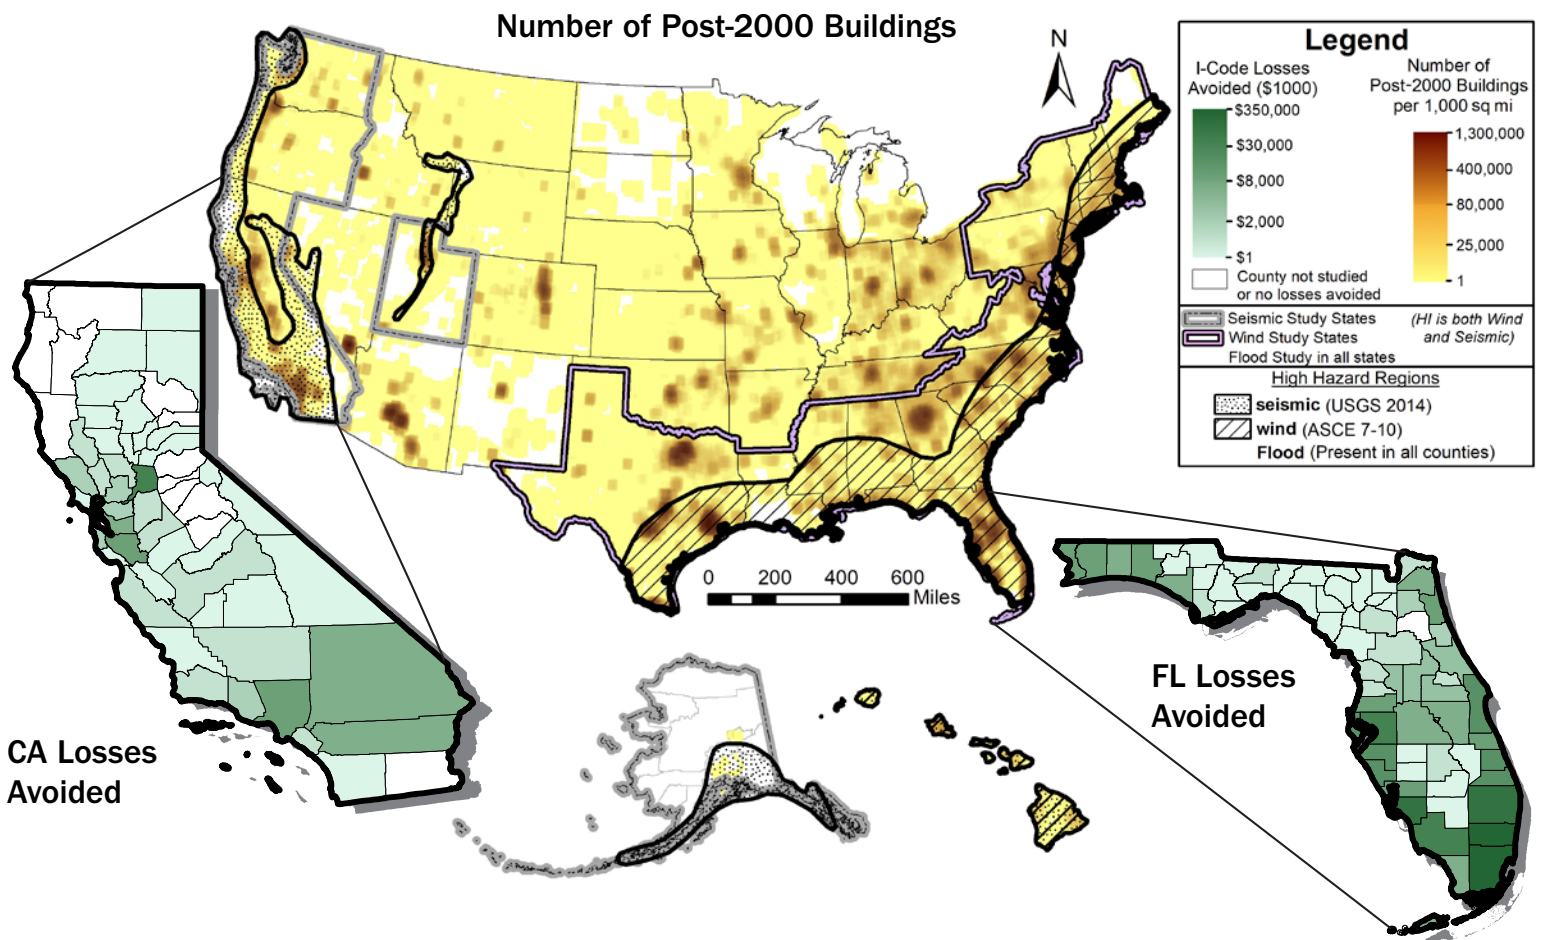 Number of Post-2000 Buildings
N
Legend
I-Code Losses
Avoided ($1000)
$350,000
$30,000
$8,000
$2,000
$1
County not studied
or no losses avoided
Number of
Post-2000 Buildings
per 1,000 sq mi
1,300,000
400,000
80,000
25,000
1
Seismic Study States
Wind Study States
Flood Study in all states
(HI is both Wind
and Seismic)
High Hazard Regions
seismic (USGS 2014)
wind (ASCE 7-10)
Flood (Present in all counties)
0 200 400 600
Miles
FL Losses
Avoided
CA Losses
Avoided